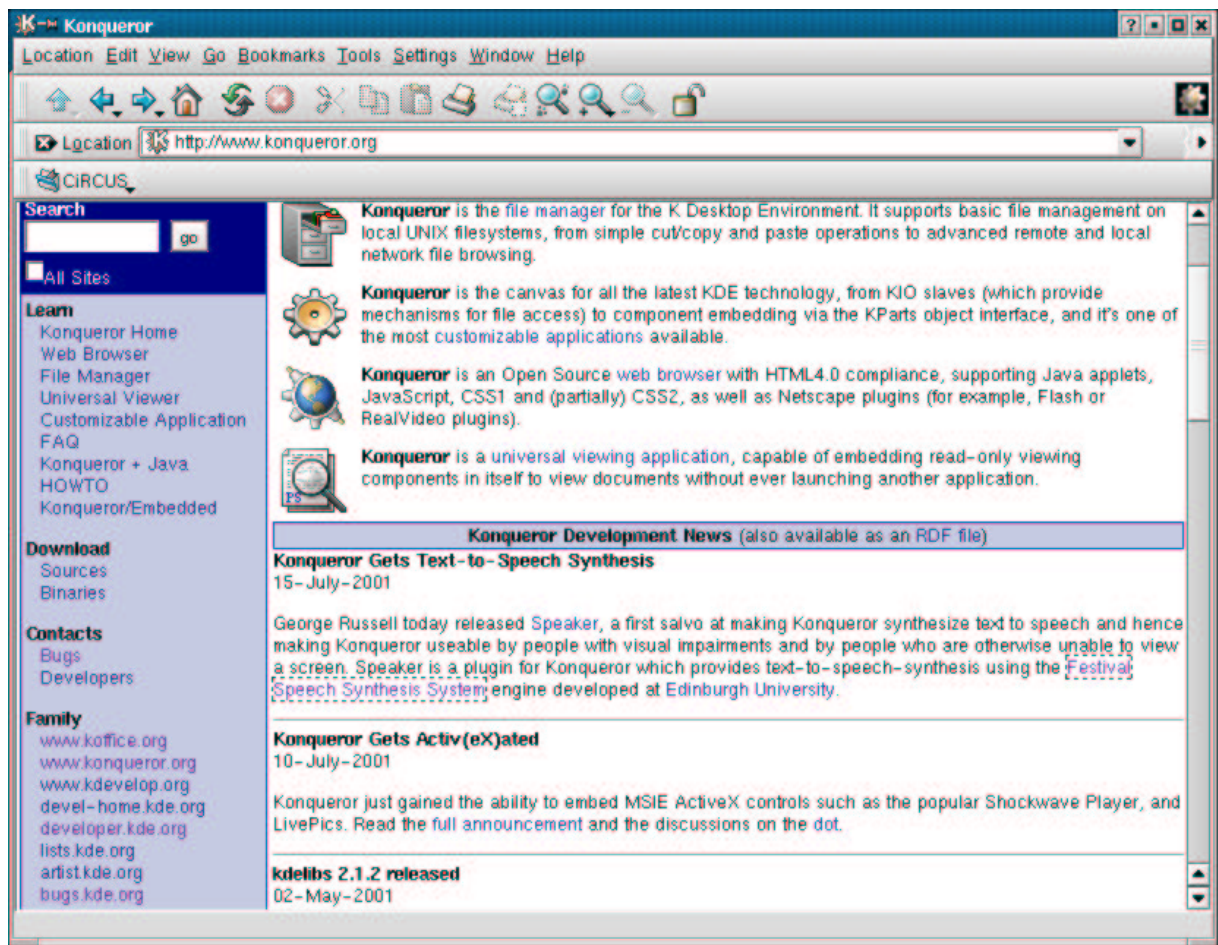 Konqueror
Location Edit View Go Bookmarks Tools Settings Window Help
Location http://www.konqueror.org
CiRCUS
Search
go
All Sites
Learn
Konqueror Home
Web Browser
File Manager
Universal Viewer
Customizable Application
FAQ
Konqueror + Java
HOWTO
Konqueror/Embedded
Download
Sources
Binaries
Contacts
Bugs
Developers
Family
www.koffice.org
www.konqueror.org
www.kdevelop.org
devel-home.kde.org
developer.kde.org
lists.kde.org
artist.kde.org
bugs.kde.org
Konqueror is the file manager for the K Desktop Environment. It supports basic file management on
local UNIX filesystems, from simple cut/copy and paste operations to advanced remote and local
network file browsing.
Konqueror is the canvas for all the latest KDE technology, from KIO slaves (which provide
mechanisms for file access) to component embedding via the KParts object interface, and it's one of
the most customizable applications available.
Konqueror is an Open Source web browser with HTML4.0 compliance, supporting Java applets,
JavaScript, CSS1 and (partially) CSS2, as well as Netscape plugins (for example, Flash or
RealVideo plugins).
PS
Konqueror is a universal viewing application, capable of embedding read-only viewing
components in itself to view documents without ever launching another application.
Konqueror Development News (also available as an RDF file)
Konqueror Gets Text-to-Speech Synthesis
15-July-2001
George Russell today released Speaker, a first salvo at making Konqueror synthesize text to speech and hence
making Konqueror useable by people with visual impairments and by people who are otherwise unable to view
a screen. Speaker is a plugin for Konqueror which provides text-to-speech-synthesis using the Festival
Speech Synthesis System engine developed at Edinburgh University.
Konqueror Gets Activ(eX)ated
10-July-2001
Konqueror just gained the ability to embed MSIE ActiveX controls such as the popular Shockwave Player, and
LivePics. Read the full announcement and the discussions on the dot.
kdelibs 2.1.2 released
02-May-2001